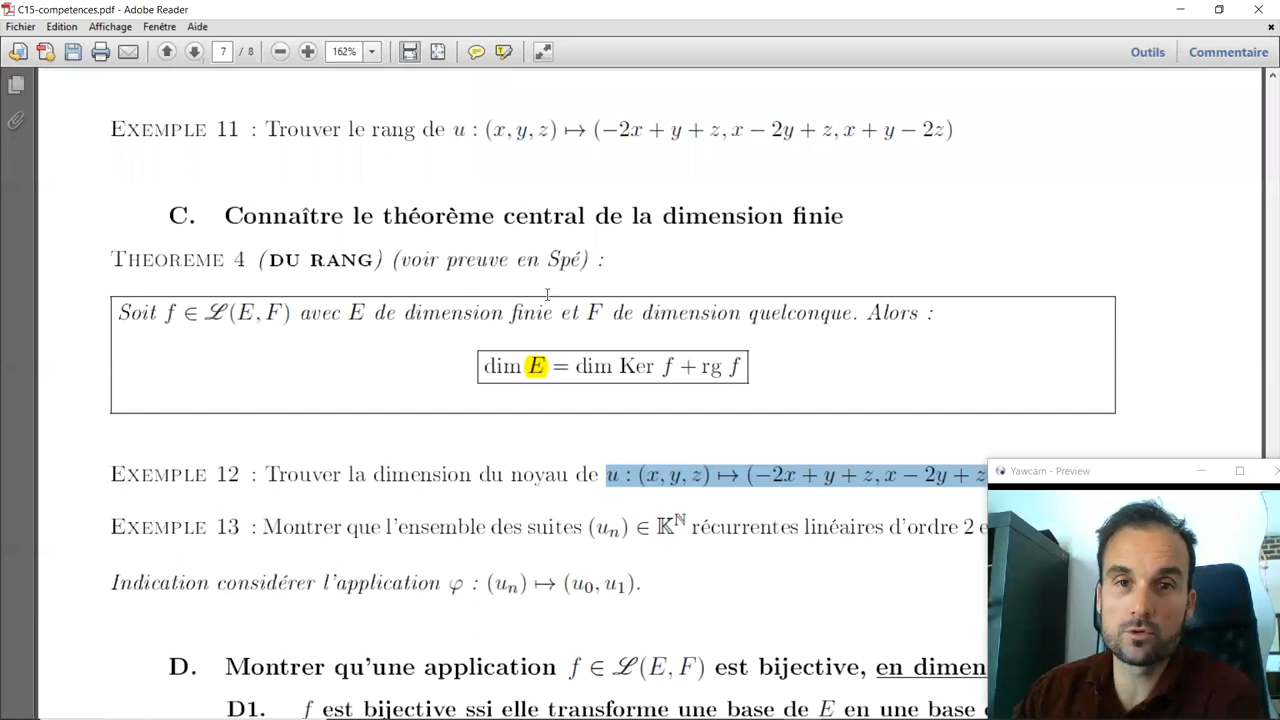 C15-competences.pdf - Adobe Reader
Fichier Edition Affichage Fenêtre Aide
7 / 8 162% Outils Commentaire
EXEMPLE 11 : Trouver le rang de u : (x, y, z) ↦ (−2x + y + z, x − 2y + z, x + y − 2z)
C. Connaître le théorème central de la dimension finie
THEOREME 4 (DU RANG) (voir preuve en Spé) :
Soit f ∈ ℒ(E, F) avec E de dimension finie et F de dimension quelconque. Alors :
dim E = dim Ker f + rg f
EXEMPLE 12 : Trouver la dimension du noyau de u : (x, y, z) ↦ (−2x + y + z, x − 2y + z
Yawcam - Preview
EXEMPLE 13 : Montrer que l'ensemble des suites (uₙ) ∈ 𝕂^ℕ récurrentes linéaires d'ordre 2 e
Indication considérer l'application φ : (uₙ) ↦ (u₀, u₁).
D. Montrer qu'une application f ∈ ℒ(E, F) est bijective, en dimen
D1. f est bijective ssi elle transforme une base de E en une base